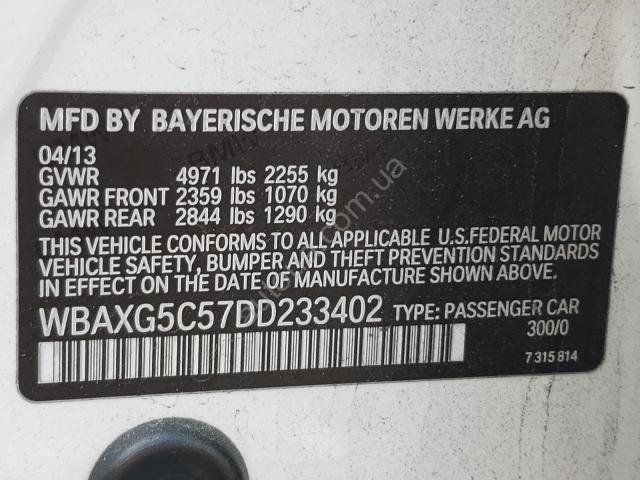 MFD BY BAYERISCHE MOTOREN WERKE AG
04/13
GVWR 4971 lbs 2255 kg
GAWR FRONT 2359 lbs 1070 kg
GAWR REAR 2844 lbs 1290 kg
THIS VEHICLE CONFORMS TO ALL APPLICABLE U.S.FEDERAL MOTOR
VEHICLE SAFETY, BUMPER AND THEFT PREVENTION STANDARDS
IN EFFECT ON THE DATE OF MANUFACTURE SHOWN ABOVE.
WBAXG5C57DD233402 TYPE: PASSENGER CAR
300/0
7 315 814